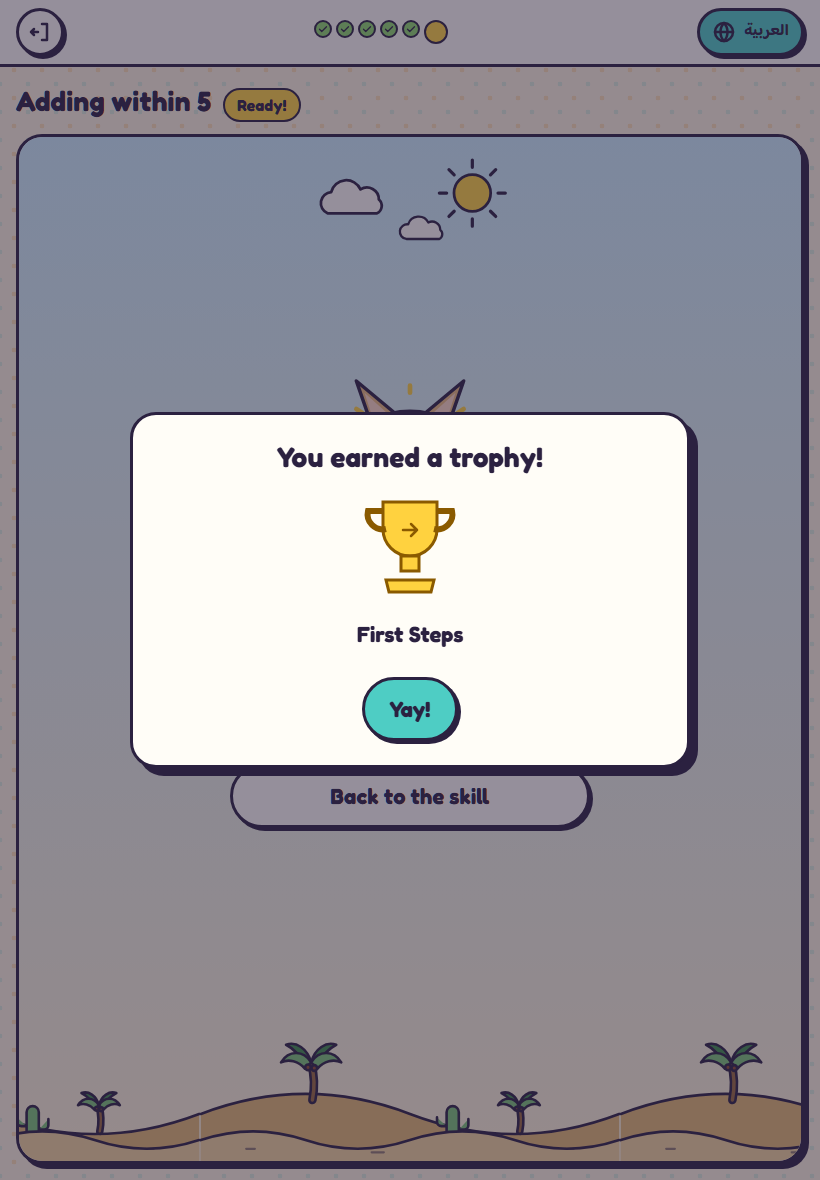 العربية
Adding within 5
Ready!
You earned a trophy!
First Steps
Yay!
Back to the skill